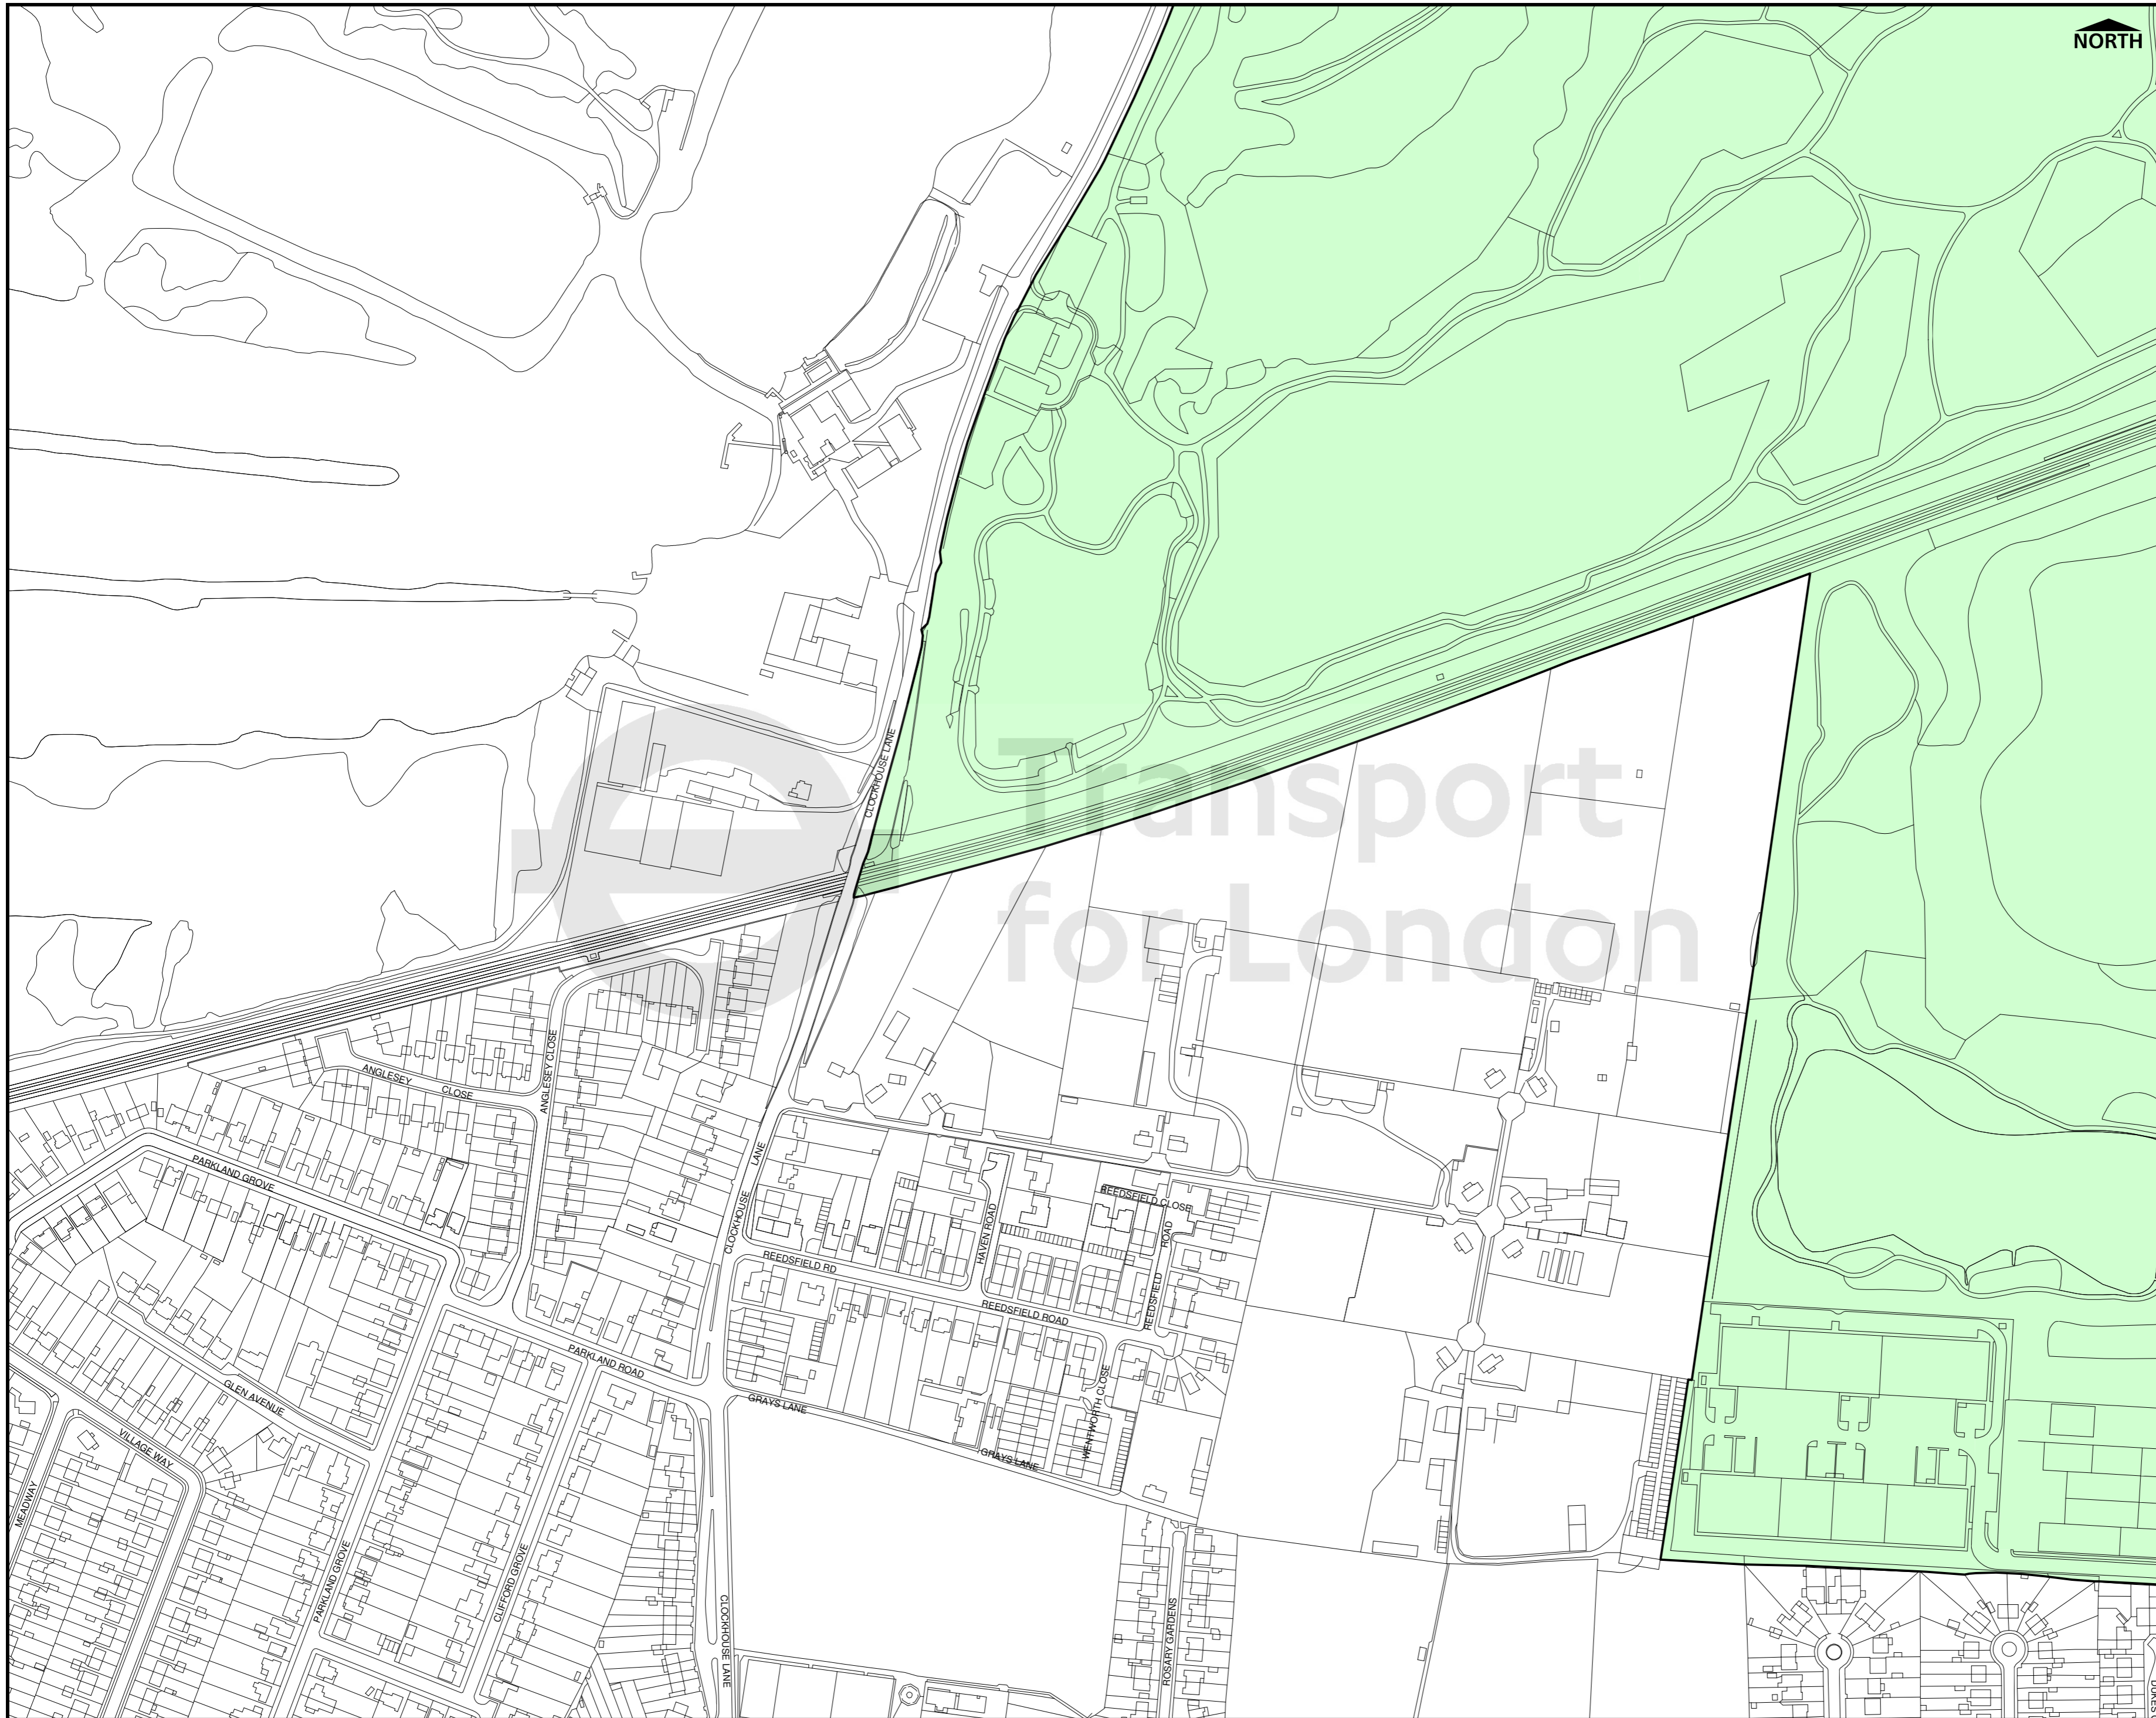 NORTH
CLOCKHOUSE LANE
Transport
for London
ANGLESEY CLOSE
ANGLESEY
CLOSE
PARKLAND GROVE
CLOCKHOUSE
LANE
HAVEN ROAD
REEDSFIELD CLOSE
REEDSFIELD
ROAD
REEDSFIELD RD
REEDSFIELD ROAD
PARKLAND ROAD
GLEN AVENUE
GRAYS LANE
WENTWORTH CLOSE
GRAYS LANE
VILLAGE WAY
MEADWAY
PARKLAND GROVE
CLIFFORD GROVE
CLOCKHOUSE LANE
ROSARY GARDENS